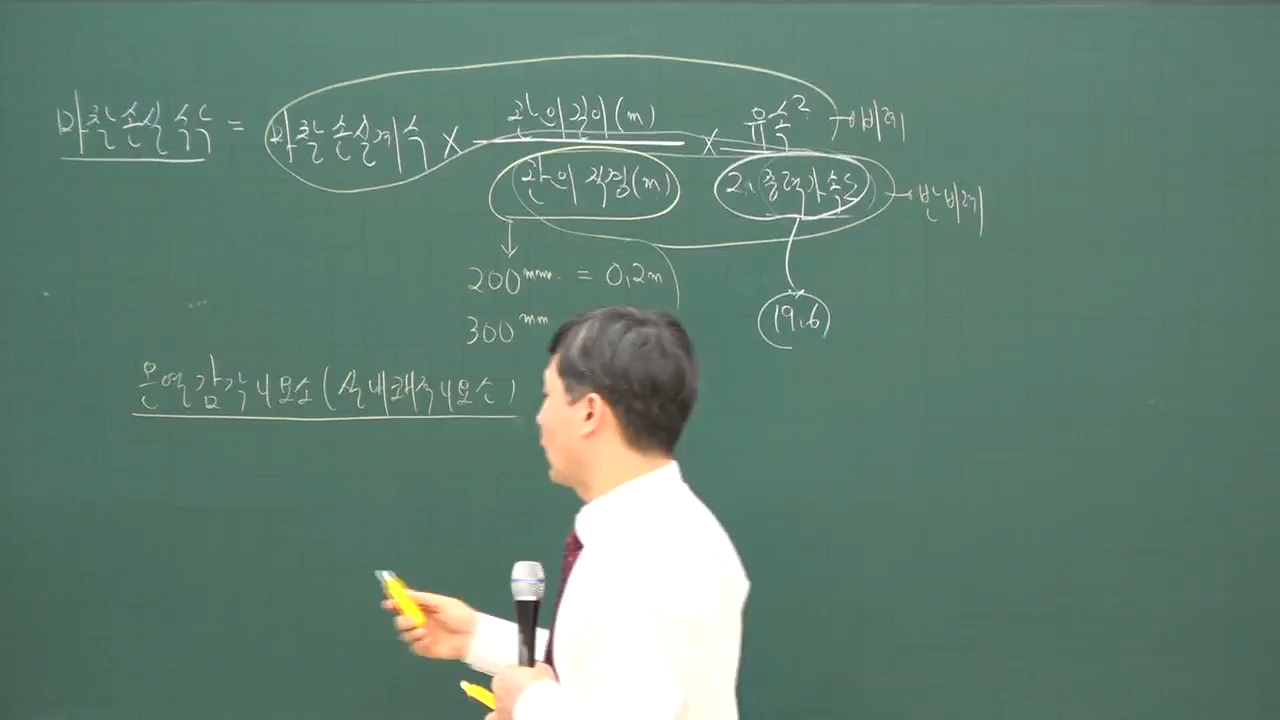 마찰손실수두 = 마찰손실계수 × 관의길이(m) × 유속² → 비례
관의직경(m) 2.중력가속도 → 반비례
200mm = 0.2m
19.6
300mm
온열감각4요소(실내쾌적4요소)